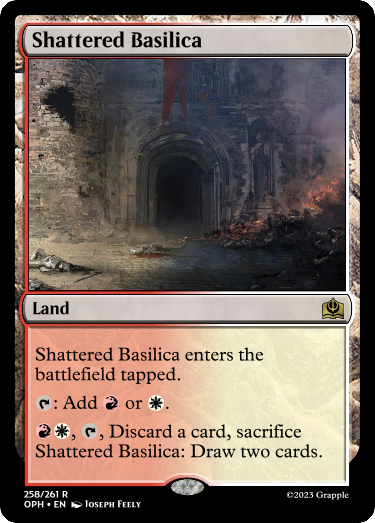 Shattered Basilica
Land
Shattered Basilica enters the
battlefield tapped.
: Add or .
, , Discard a card, sacrifice
Shattered Basilica: Draw two cards.
258/261 R
OPH • EN Joseph Feely
©2023 Grapple